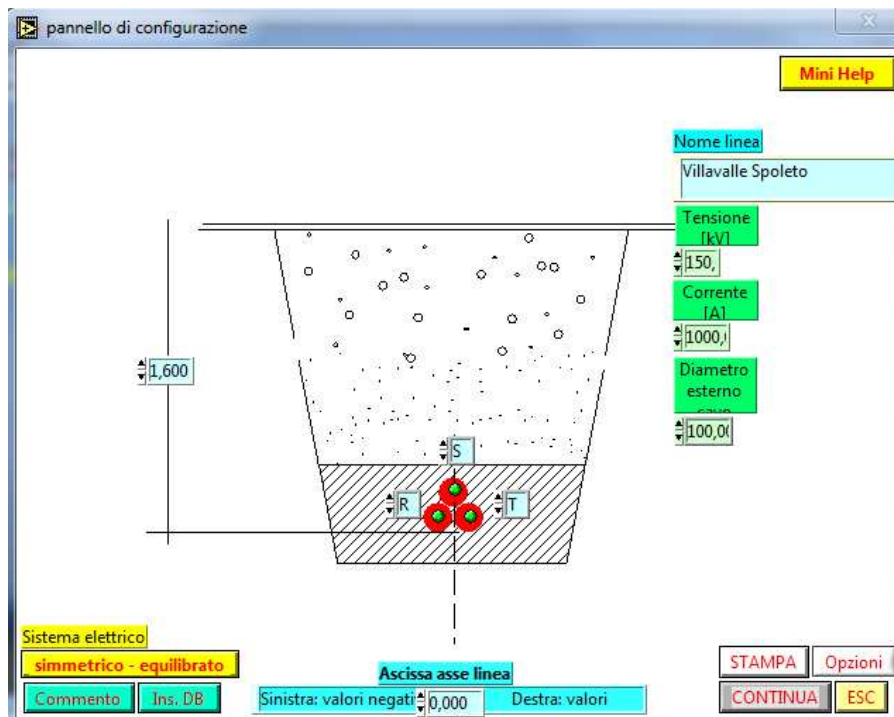 pannello di configurazione
Mini Help
Nome linea
Villavalle Spoleto
Tensione
[kV]
150,
Corrente
[A]
1000,
1,600
Diametro
esterno
100,00
S
R
T
Sistema elettrico
simmetrico - equilibrato
Commento
Ins. DB
Ascissa asse linea
Sinistra: valori negati
0,000
Destra: valori
STAMPA
Opzioni
CONTINUA
ESC